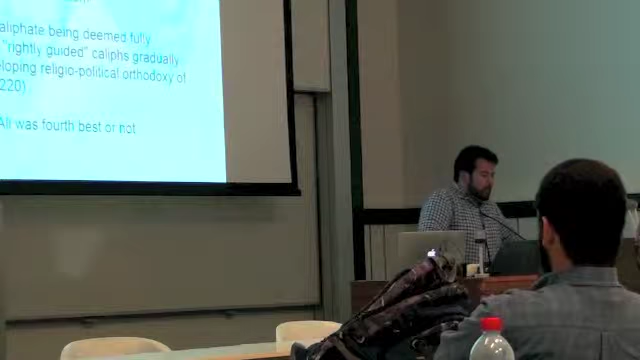 aliphate being deemed fully
"rightly guided" caliphs gradually
eloping religio-political orthodoxy of
220)
Ali was fourth best or not